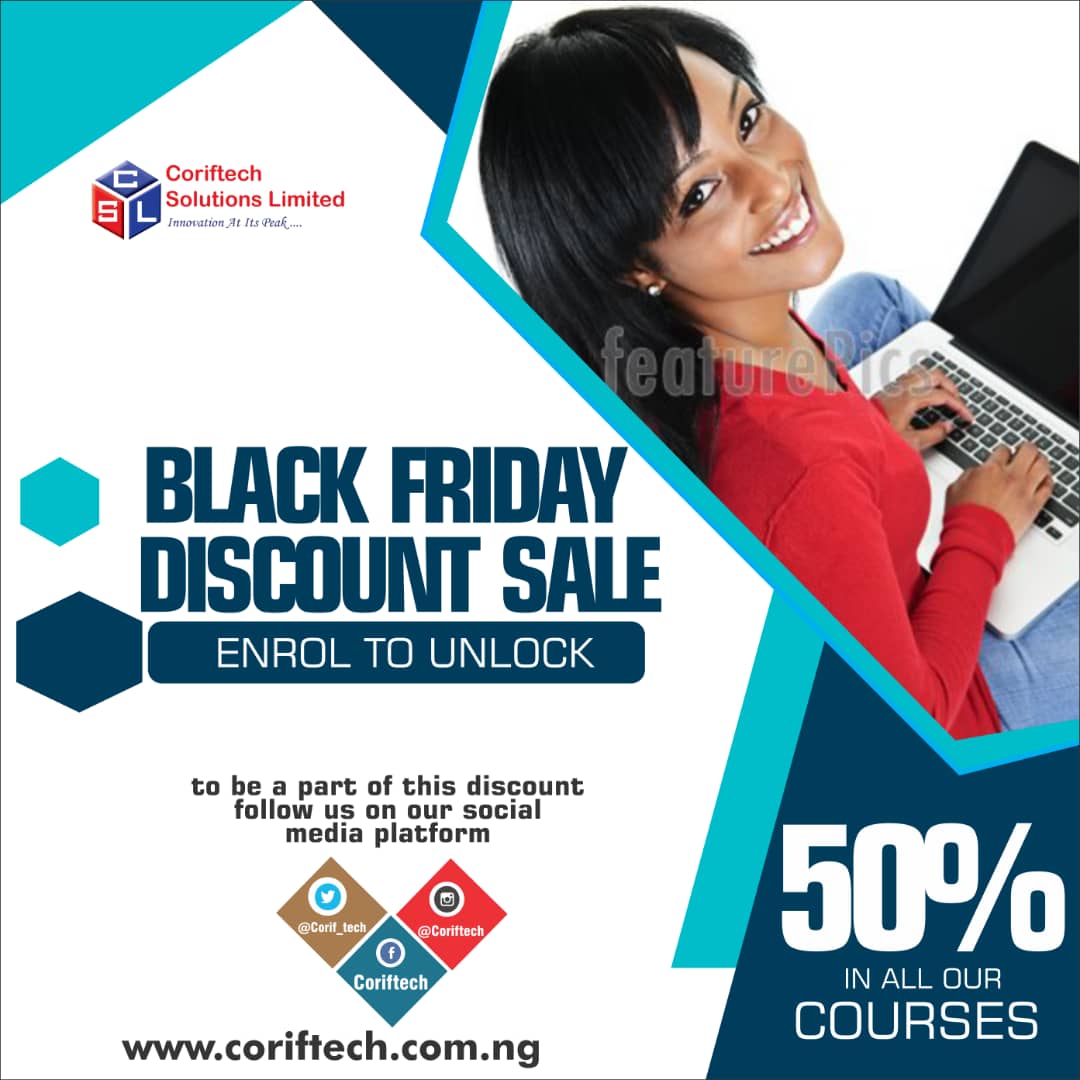 C
S L
Coriftech
Solutions Limited
Innovation At Its Peak ....
featurePics
BLACK FRIDAY
DISCOUNT SALE
ENROL TO UNLOCK
to be a part of this discount
follow us on our social
media platform
@Corif_tech
@Coriftech
Coriftech
www.coriftech.com.ng
50%
IN ALL OUR
COURSES